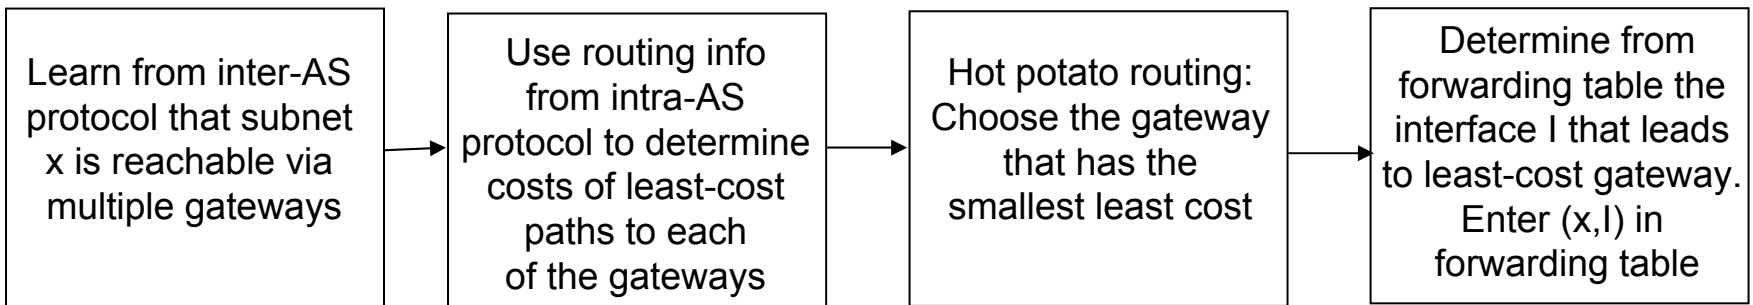 Learn from inter-AS
protocol that subnet
x is reachable via
multiple gateways
Use routing info
from intra-AS
protocol to determine
costs of least-cost
paths to each
of the gateways
Hot potato routing:
Choose the gateway
that has the
smallest least cost
Determine from
forwarding table the
interface I that leads
to least-cost gateway.
Enter (x,I) in
forwarding table